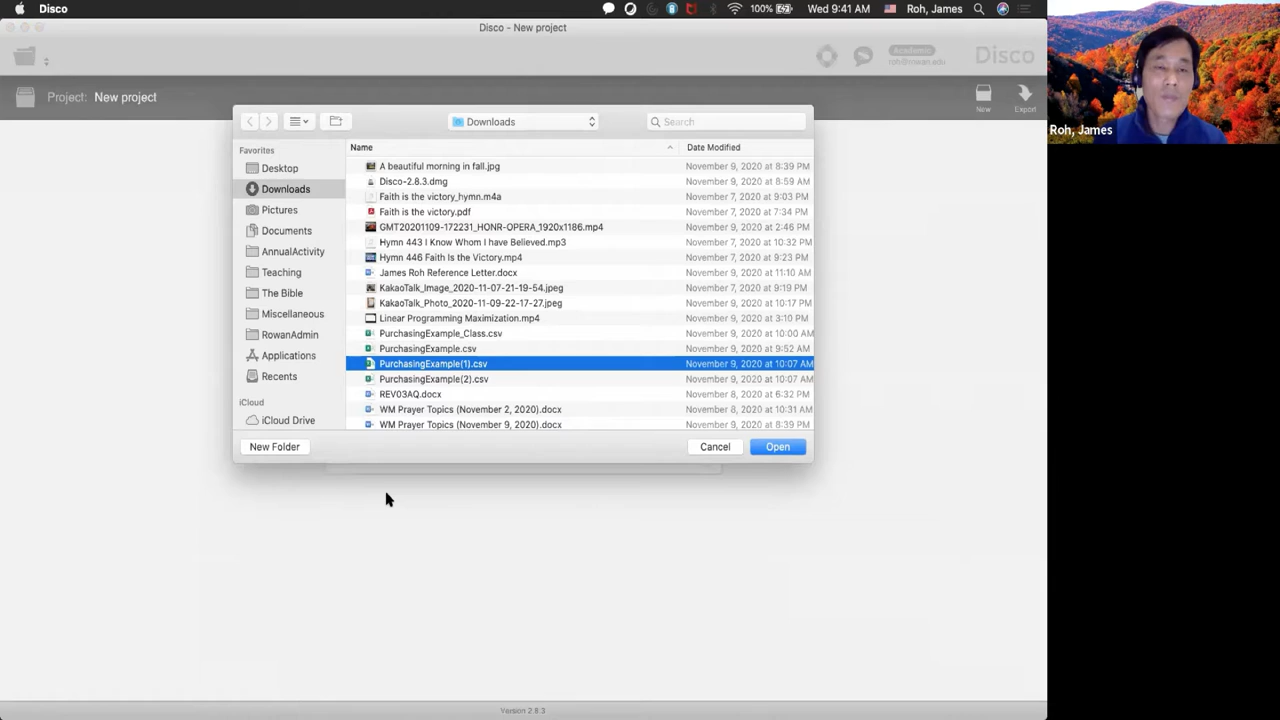 Disco
100%
Wed 9:41 AM
Roh, James
Disco - New project
Academic
roh@rowan.edu
Disco
Project: New project
New
Export
Roh, James
Downloads
Search
Favorites
Desktop
Downloads
Pictures
Documents
AnnualActivity
Teaching
The Bible
Miscellaneous
RowanAdmin
Applications
Recents
iCloud
iCloud Drive
Name Date Modified
A beautiful morning in fall.jpg November 9, 2020 at 8:39 PM
Disco-2.8.3.dmg November 9, 2020 at 8:59 AM
Faith is the victory_hymn.m4a November 7, 2020 at 9:03 PM
Faith is the victory.pdf November 7, 2020 at 7:34 PM
GMT20201109-172231_HONR-OPERA_1920x1186.mp4 November 9, 2020 at 2:46 PM
Hymn 443 I Know Whom I have Believed.mp3 November 7, 2020 at 10:32 PM
Hymn 446 Faith Is the Victory.mp4 November 7, 2020 at 9:23 PM
James Roh Reference Letter.docx November 9, 2020 at 11:10 AM
KakaoTalk_Image_2020-11-07-21-19-54.jpeg November 7, 2020 at 9:19 PM
KakaoTalk_Photo_2020-11-09-22-17-27.jpeg November 9, 2020 at 10:17 PM
Linear Programming Maximization.mp4 November 9, 2020 at 3:10 PM
PurchasingExample_Class.csv November 9, 2020 at 10:00 AM
PurchasingExample.csv November 9, 2020 at 9:52 AM
PurchasingExample(1).csv November 9, 2020 at 10:07 AM
PurchasingExample(2).csv November 9, 2020 at 10:07 AM
REV03AQ.docx November 8, 2020 at 6:32 PM
WM Prayer Topics (November 2, 2020).docx November 8, 2020 at 10:31 AM
WM Prayer Topics (November 9, 2020).docx November 9, 2020 at 8:39 PM
New Folder
Cancel
Open
Version 2.8.3